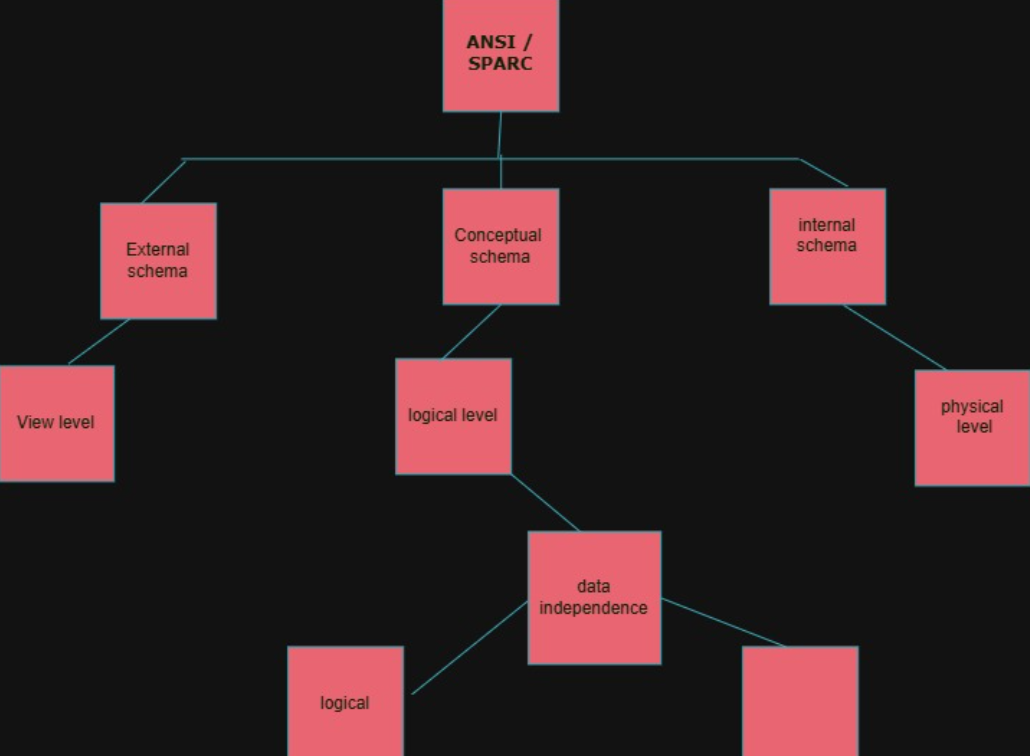 ANSI /
SPARC
External
schema
Conceptual
schema
internal
schema
View level
logical level
physical
level
data
independence
logical